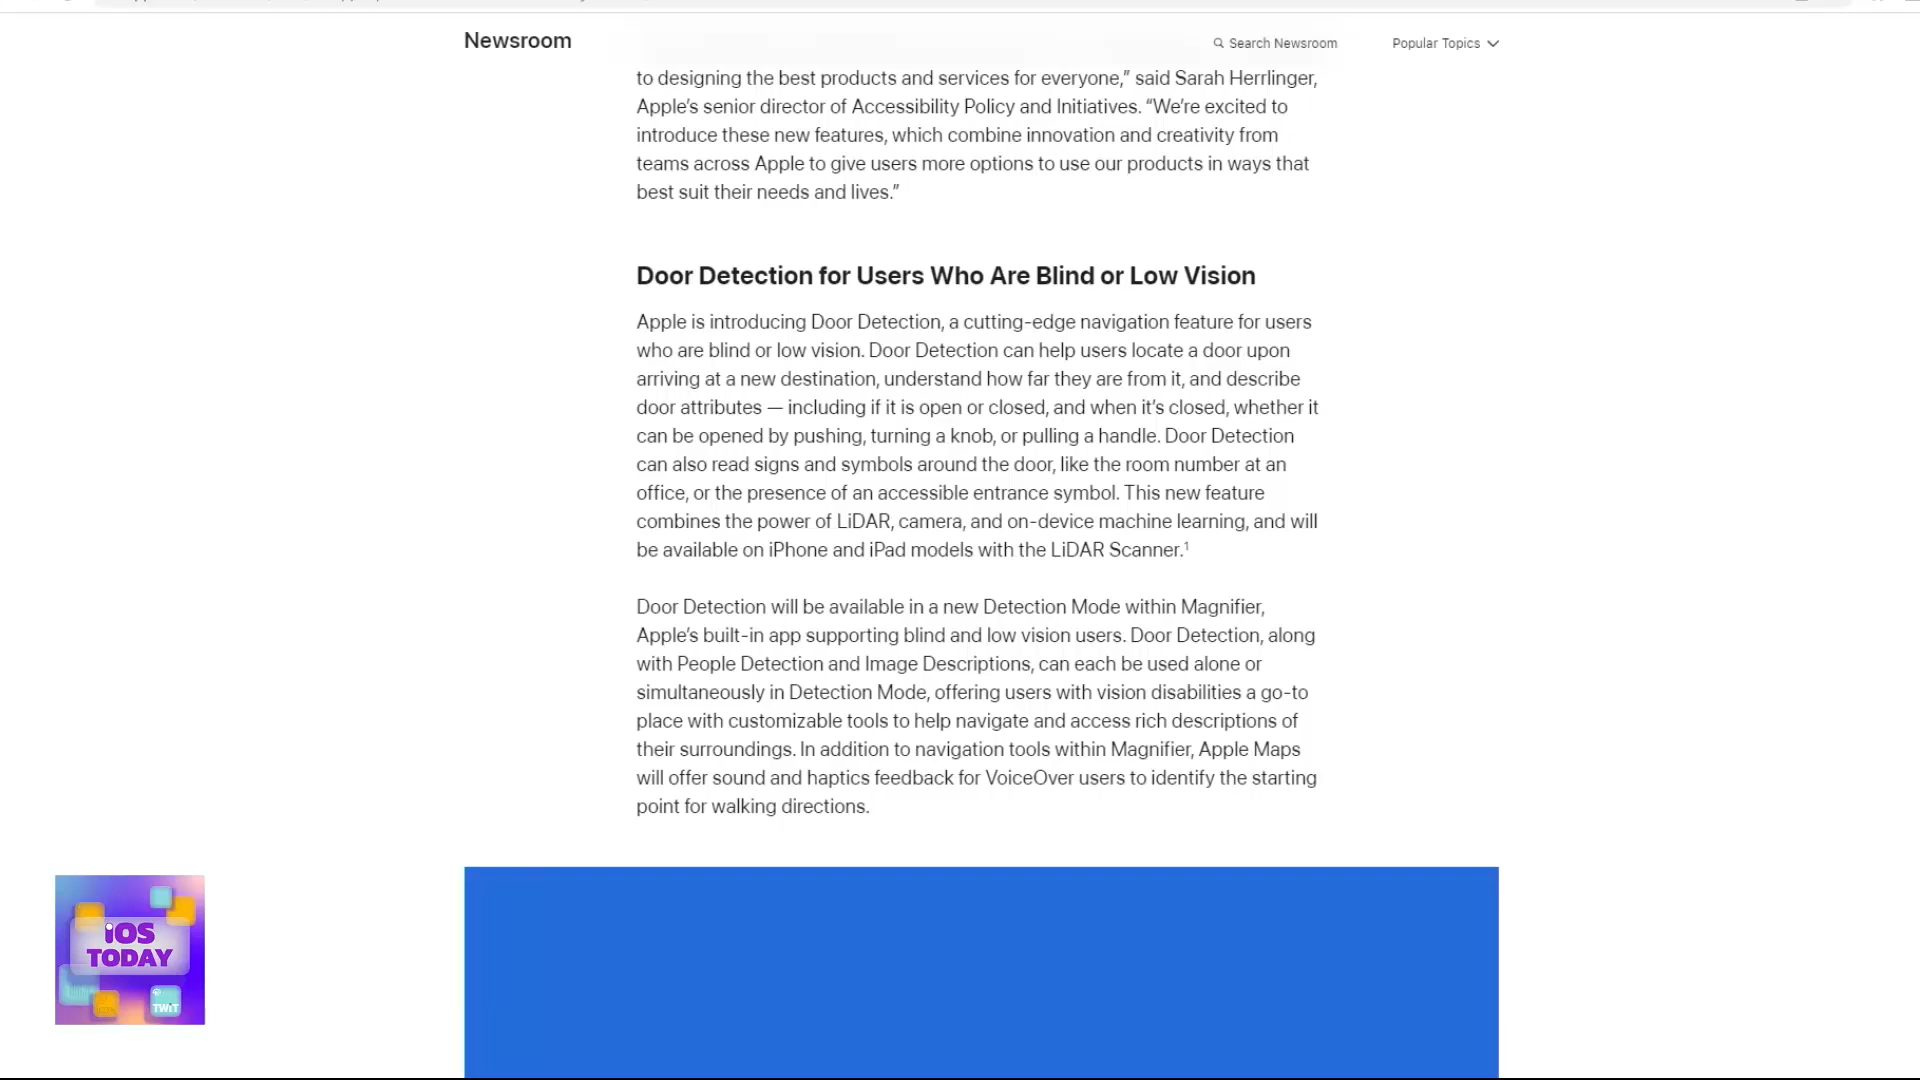 Newsroom
Search Newsroom
Popular Topics
to designing the best products and services for everyone,” said Sarah Herrlinger,
Apple’s senior director of Accessibility Policy and Initiatives. “We’re excited to
introduce these new features, which combine innovation and creativity from
teams across Apple to give users more options to use our products in ways that
best suit their needs and lives.”
Door Detection for Users Who Are Blind or Low Vision
Apple is introducing Door Detection, a cutting-edge navigation feature for users
who are blind or low vision. Door Detection can help users locate a door upon
arriving at a new destination, understand how far they are from it, and describe
door attributes — including if it is open or closed, and when it’s closed, whether it
can be opened by pushing, turning a knob, or pulling a handle. Door Detection
can also read signs and symbols around the door, like the room number at an
office, or the presence of an accessible entrance symbol. This new feature
combines the power of LiDAR, camera, and on-device machine learning, and will
be available on iPhone and iPad models with the LiDAR Scanner.¹
Door Detection will be available in a new Detection Mode within Magnifier,
Apple’s built-in app supporting blind and low vision users. Door Detection, along
with People Detection and Image Descriptions, can each be used alone or
simultaneously in Detection Mode, offering users with vision disabilities a go-to
place with customizable tools to help navigate and access rich descriptions of
their surroundings. In addition to navigation tools within Magnifier, Apple Maps
will offer sound and haptics feedback for VoiceOver users to identify the starting
point for walking directions.
iOS
TODAY
TWiT